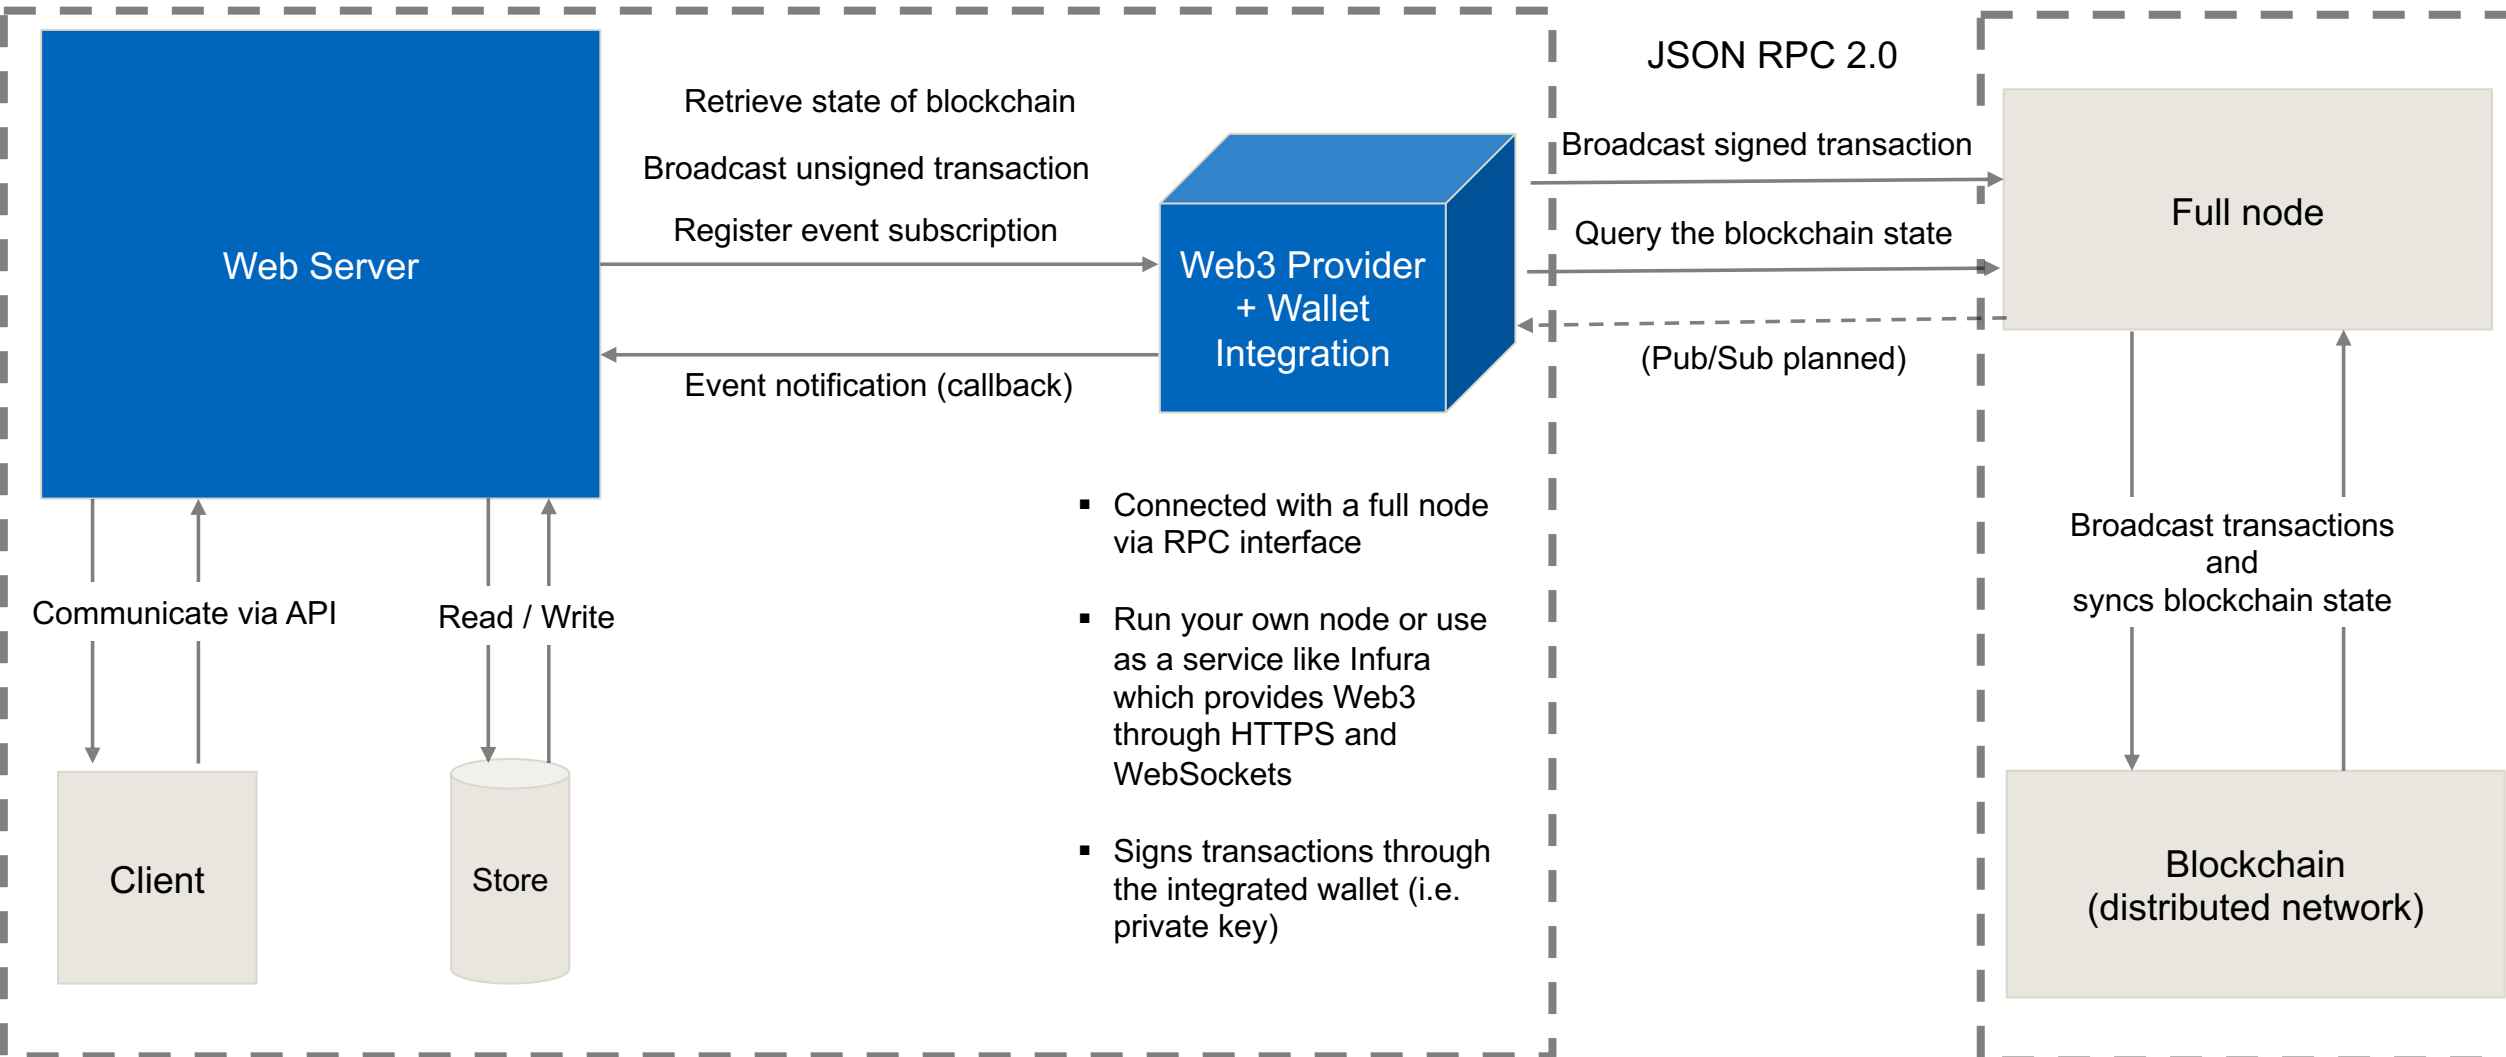 JSON RPC 2.0
Retrieve state of blockchain
Broadcast unsigned transaction
Register event subscription
Web Server
Event notification (callback)
Web3 Provider
+ Wallet
Integration
Broadcast signed transaction
Query the blockchain state
(Pub/Sub planned)
Full node
Communicate via API
Read / Write
▪ Connected with a full node
via RPC interface
▪ Run your own node or use
as a service like Infura
which provides Web3
through HTTPS and
WebSockets
▪ Signs transactions through
the integrated wallet (i.e.
private key)
Broadcast transactions
and
syncs blockchain state
Client
Store
Blockchain
(distributed network)